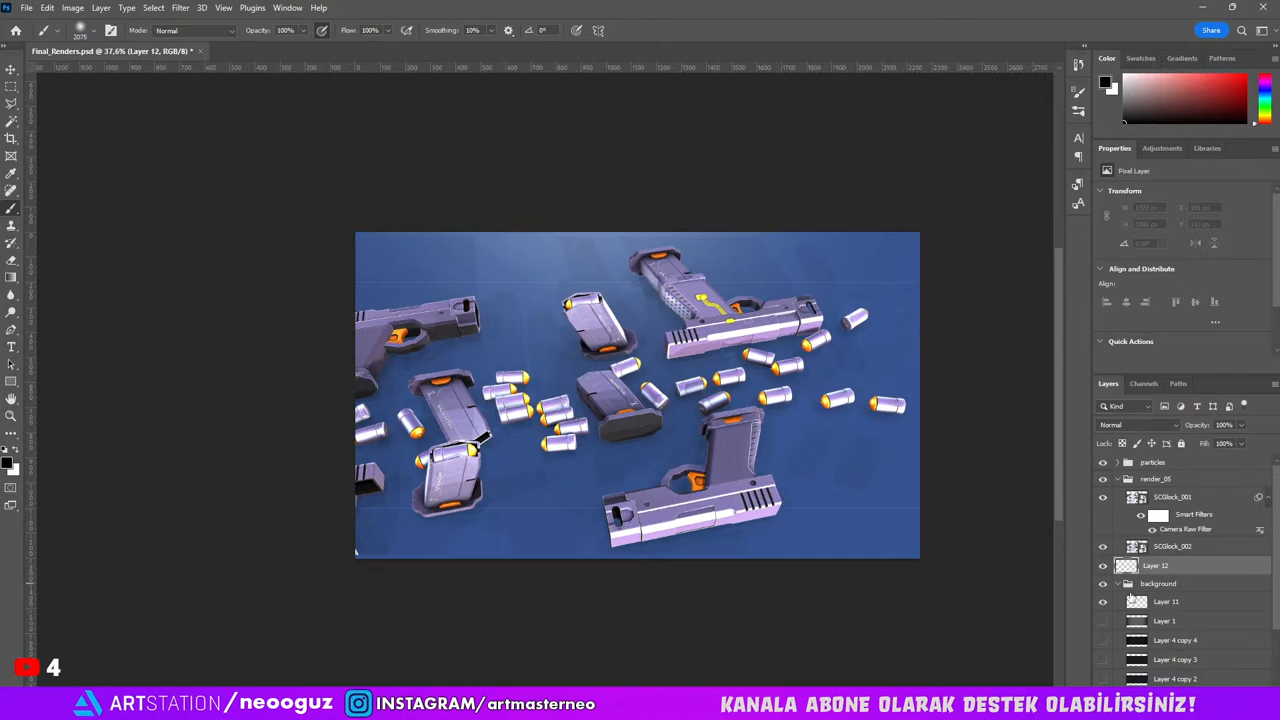 File Edit Image Layer Type Select Filter 3D View Plugins Window Help
2075 Mode: Normal Opacity: 100% Flow: 100% Smoothing: 10% 0° Share
Final_Renders.psd @ 37,6% (Layer 12, RGB/8) *
Color Swatches Gradients Patterns
Properties Adjustments Libraries
Pixel Layer
Transform
Align and Distribute
Align:
Quick Actions
Layers Channels Paths
Kind
Normal Opacity: 100%
Lock: Fill: 100%
particles
render_05
SCGlock_001
Smart Filters
Camera Raw Filter
SCGlock_002
Layer 12
background
Layer 11
Layer 1
Layer 4 copy 4
Layer 4 copy 3
Layer 4 copy 2
4
ARTSTATION/neooguz INSTAGRAM/artmasterneo KANALA ABONE OLARAK DESTEK OLABİLİRSİNİZ!